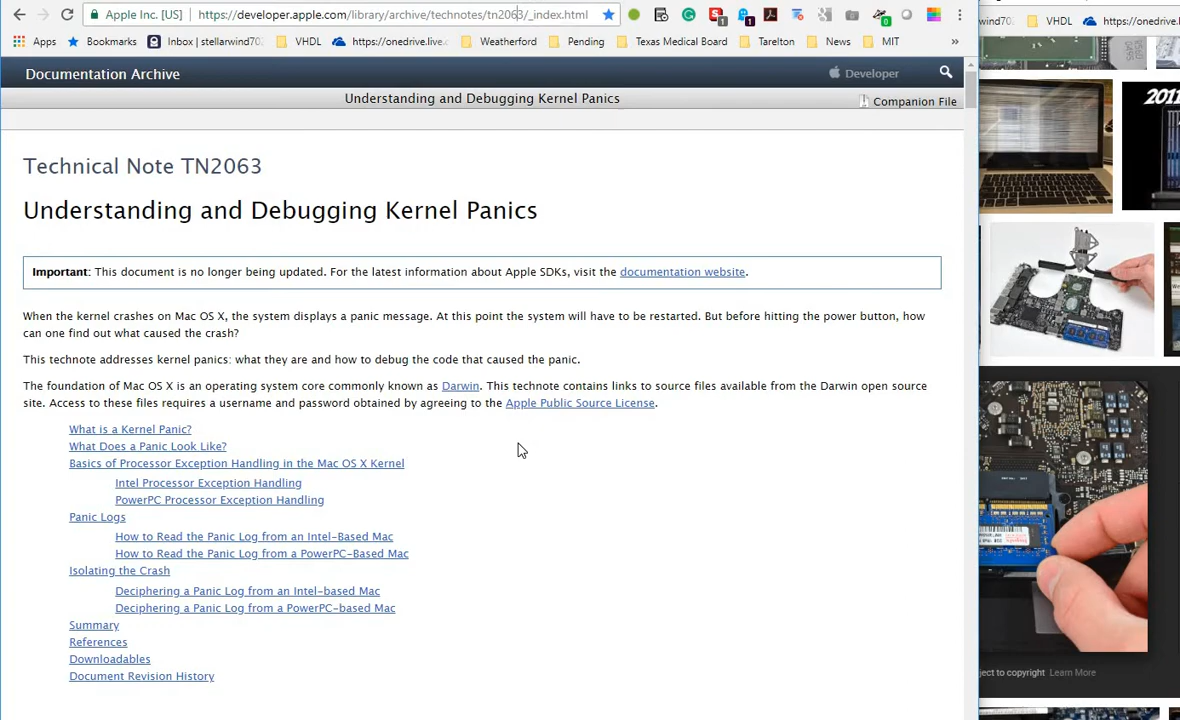 Apple Inc. [US] https://developer.apple.com/library/archive/technotes/tn2063/_index.html
Apps Bookmarks Inbox | stellarwind70 VHDL https://onedrive.live.c Weatherford Pending Texas Medical Board Tarelton News MIT »
wind703 VHDL https://onedrive
Documentation Archive Developer
Understanding and Debugging Kernel Panics Companion File
2011
Technical Note TN2063
Understanding and Debugging Kernel Panics
Important: This document is no longer being updated. For the latest information about Apple SDKs, visit the documentation website.
When the kernel crashes on Mac OS X, the system displays a panic message. At this point the system will have to be restarted. But before hitting the power button, how
can one find out what caused the crash?
This technote addresses kernel panics: what they are and how to debug the code that caused the panic.
The foundation of Mac OS X is an operating system core commonly known as Darwin. This technote contains links to source files available from the Darwin open source
site. Access to these files requires a username and password obtained by agreeing to the Apple Public Source License.
What is a Kernel Panic?
What Does a Panic Look Like?
Basics of Processor Exception Handling in the Mac OS X Kernel
Intel Processor Exception Handling
PowerPC Processor Exception Handling
Panic Logs
How to Read the Panic Log from an Intel-Based Mac
How to Read the Panic Log from a PowerPC-Based Mac
Isolating the Crash
Deciphering a Panic Log from an Intel-based Mac
Deciphering a Panic Log from a PowerPC-based Mac
Summary
References
Downloadables
Document Revision History
ject to copyright Learn More